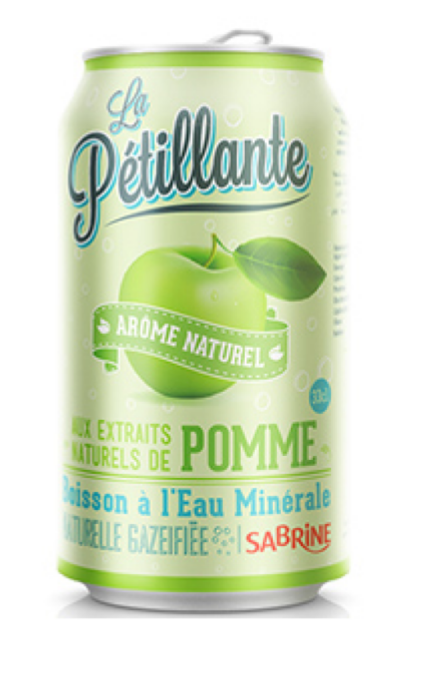 La
Pétillante
ARÔME NATUREL
33cl
AUX EXTRAITS
NATURELS DE POMME
Boisson à l'Eau Minérale
NATURELLE GAZEIFIÉE | SABRINE